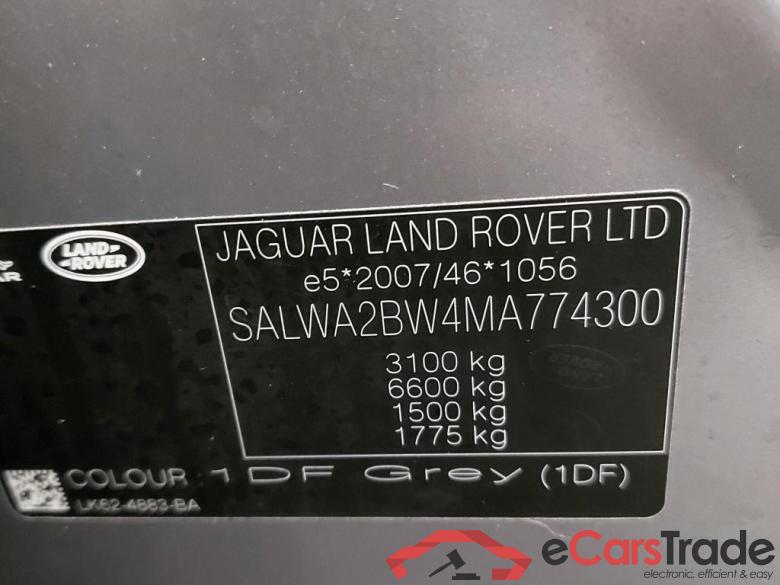 LAND-
-ROVER
JAGUAR LAND ROVER LTD
e5*2007/46*1056
SALWA2BW4MA774300
3100 kg
6600 kg
1500 kg
1775 kg
COLOUR 1DF Grey (1DF)
LK62-4883-BA
eCarsTrade
electronic, efficient & easy